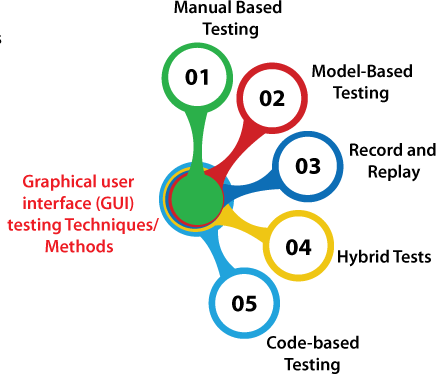 Manual Based
Testing
01
02
Model-Based
Testing
03
Record and
Replay
Graphical user
interface (GUI)
testing Techniques/
Methods
04
Hybrid Tests
05
Code-based
Testing